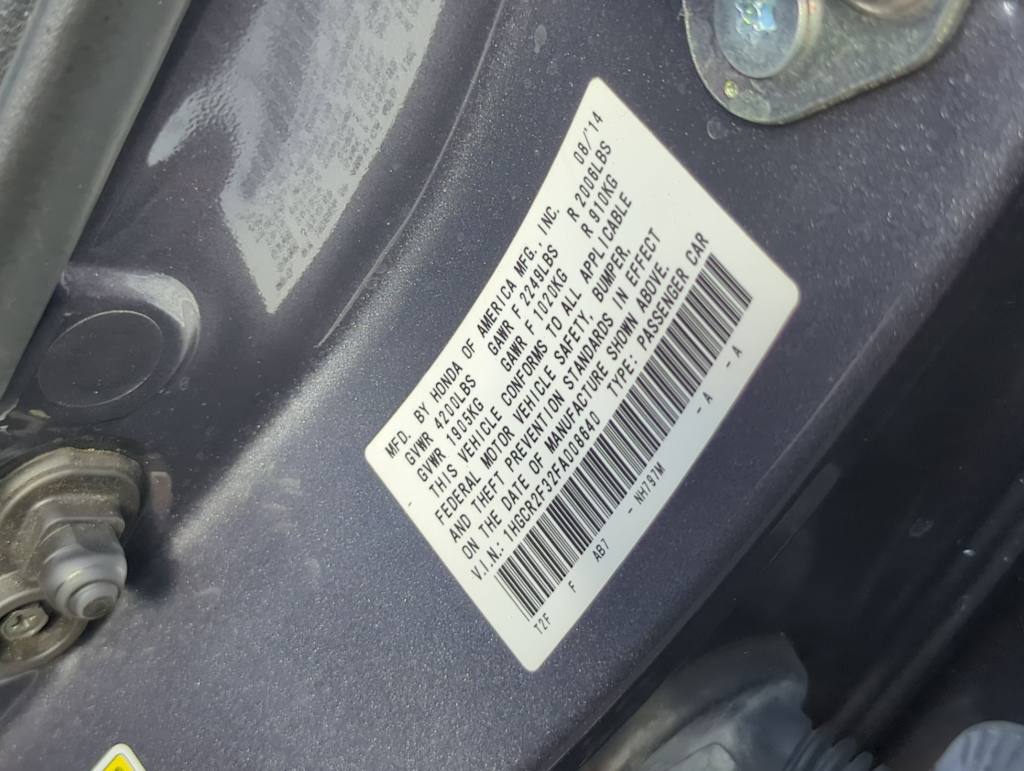 MFD. BY HONDA OF AMERICA MFG., INC. 08/'14
GVWR 4200LBS GAWR F 2249LBS R 2006LBS
GVWR 1905KG GAWR F 1020KG R 910KG
THIS VEHICLE CONFORMS TO ALL APPLICABLE
FEDERAL MOTOR VEHICLE SAFETY, BUMPER,
AND THEFT PREVENTION STANDARDS IN EFFECT
ON THE DATE OF MANUFACTURE SHOWN ABOVE.
V.I.N.: 1HGCR2F32FA008640 TYPE: PASSENGER CAR
T2F F AB7 - NH797M - A - A